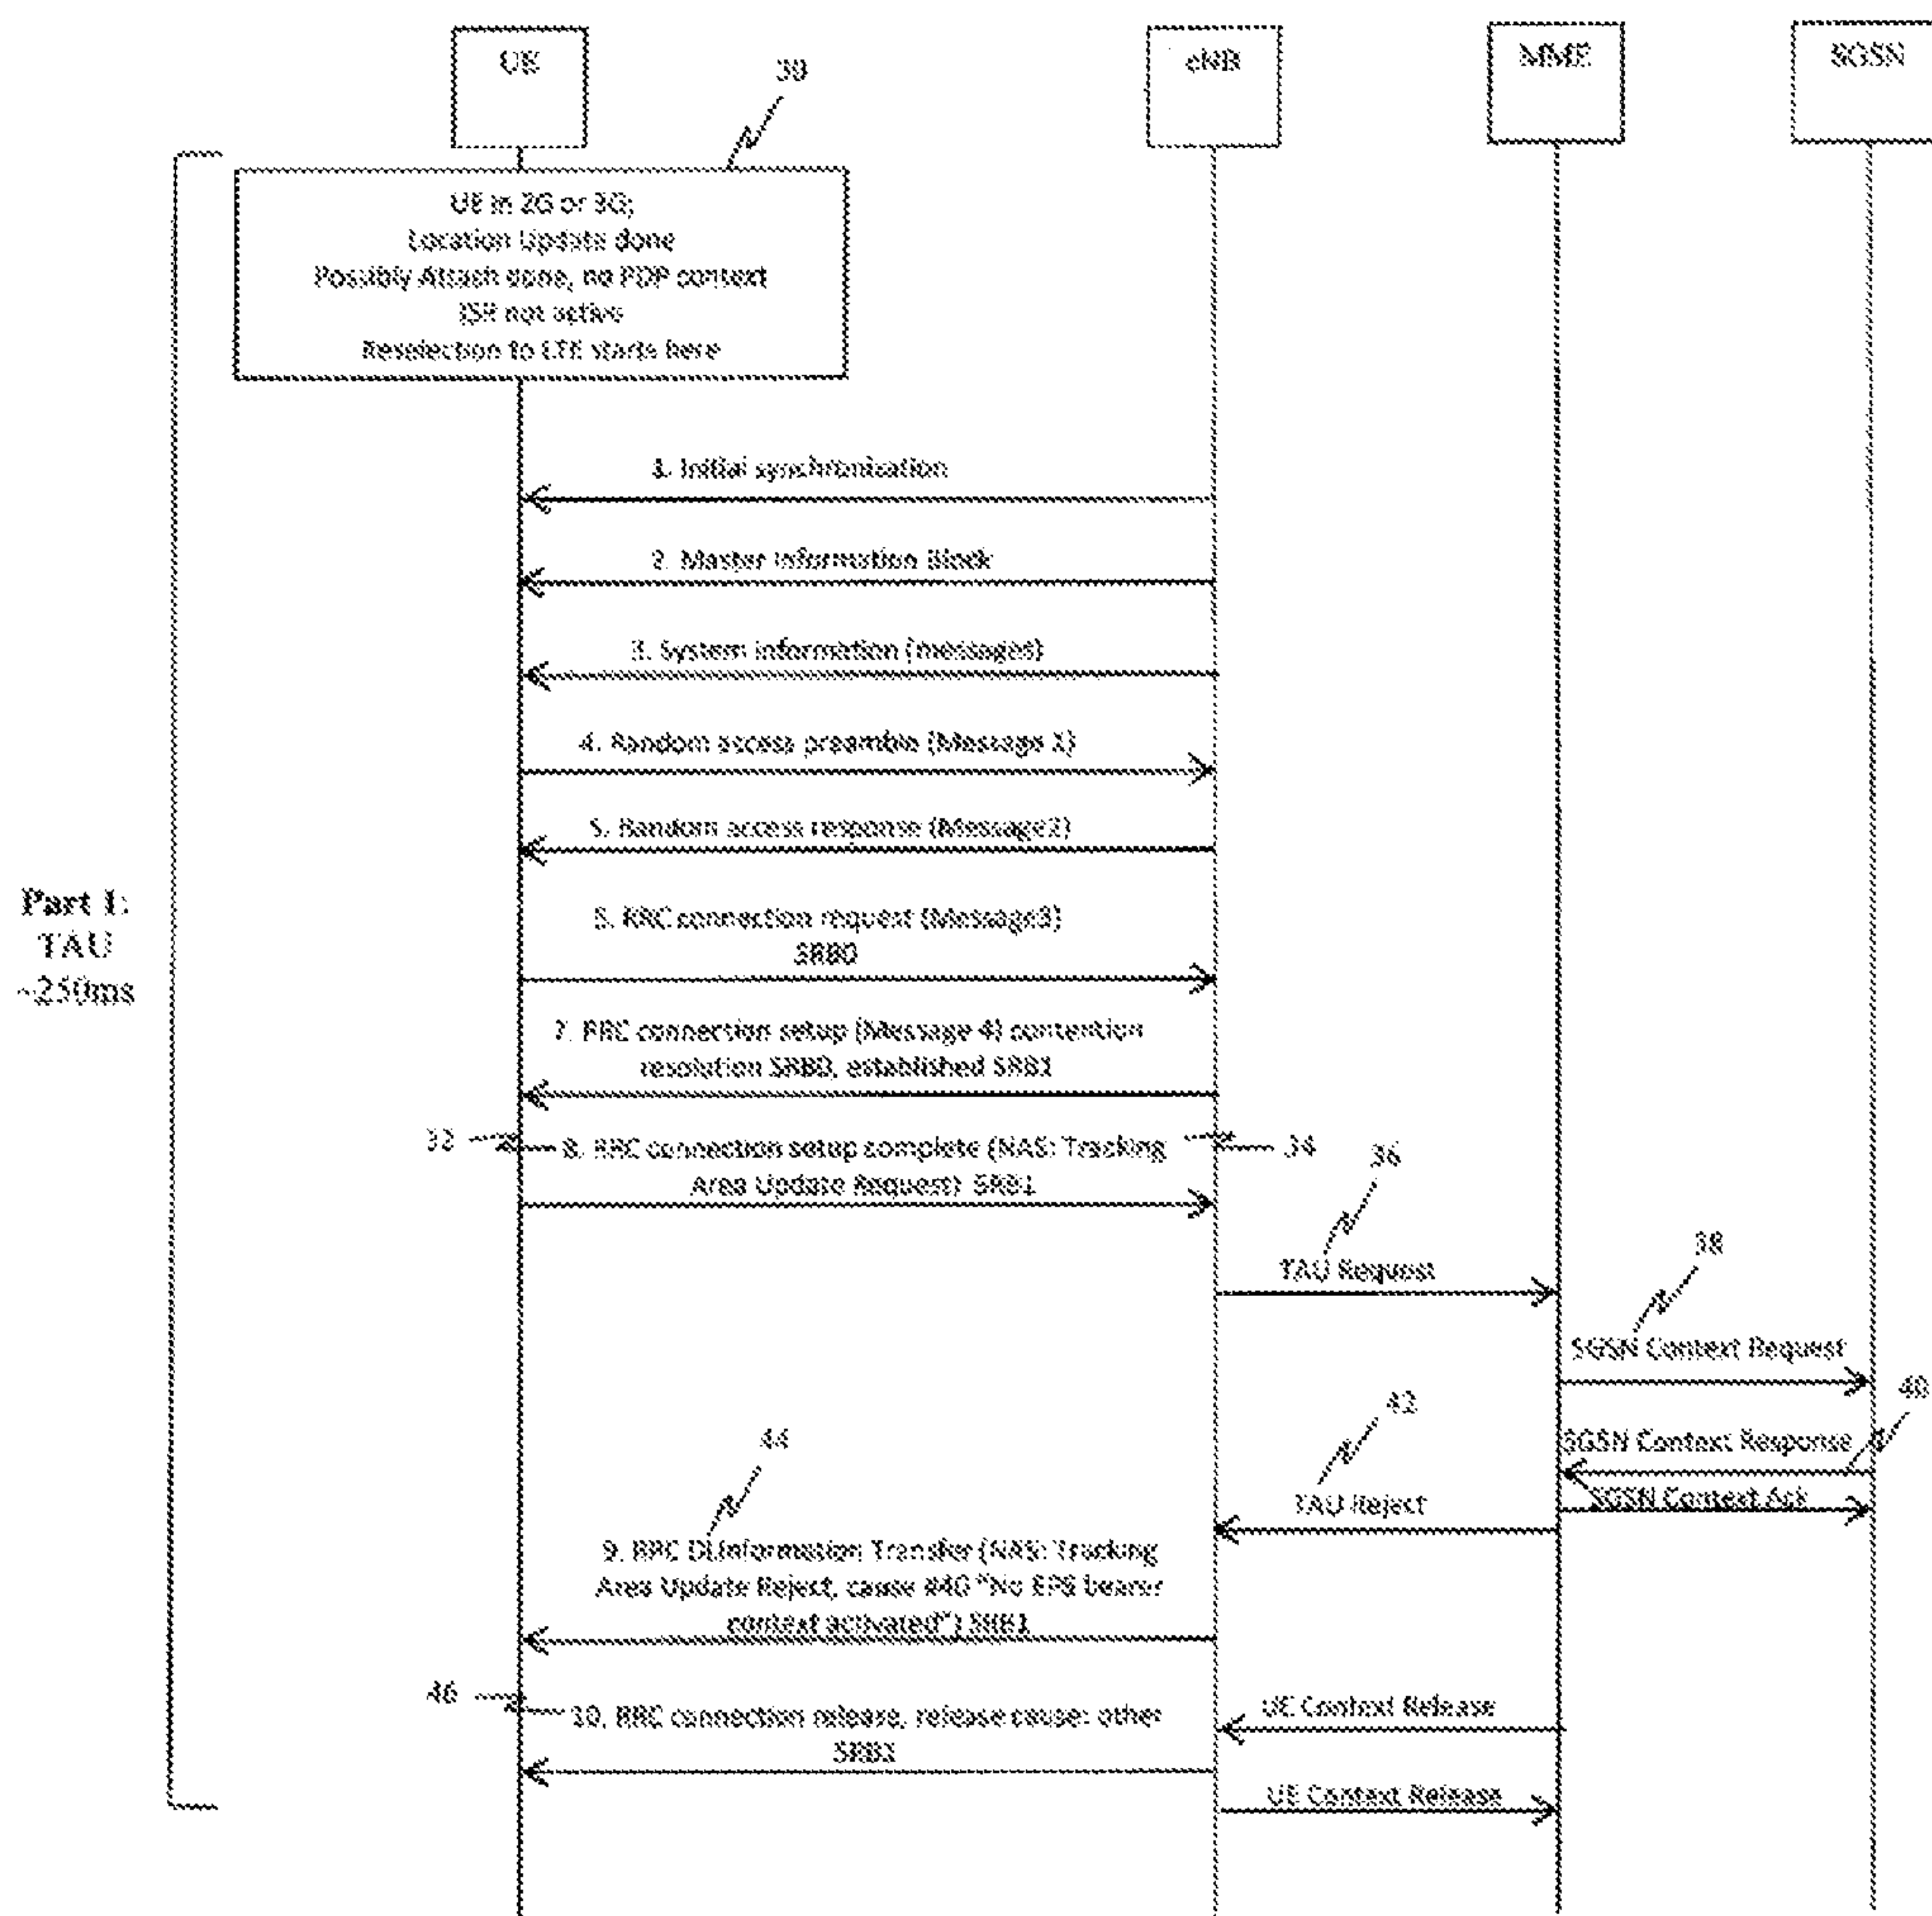 UE
eNB
MME
SGSN
30
UE in 2G or 3G;
Location Update done
Possibly Attach done, no PDP context
ISR not active
Reselection to LTE starts here
1. Initial synchronization
2. Master Information Block
3. System information (messages)
4. Random access preamble (Message 1)
5. Random access response (Message2)
Part 1:
TAU
~250ms
RRC connection request (Message3)
SRB0
7. RRC connection setup (Message 4) contention
resolution SRB0, established SRB1
32
8. RRC connection setup complete (NAS: Tracking
Area Update Request) SRB1
34
36
TAU Request
38
SGSN Context Request
40
SGSN Context Response
SGSN Context Ack
42
TAU Reject
44
9. RRC DLInformation Transfer (NAS: Tracking
Area Update Reject, cause #40 "No EPS bearer
context activated") SRB1
46
10. RRC connection release, release cause: other
SRB1
UE Context Release
UE Context Release